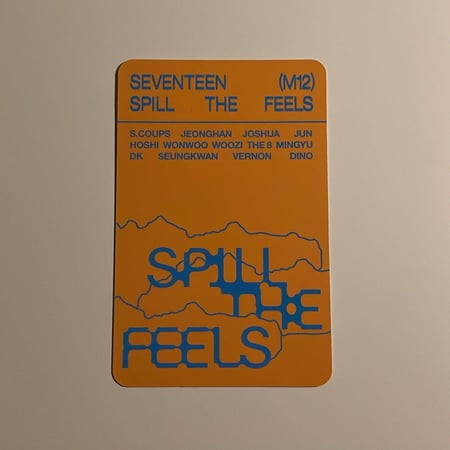 SEVENTEEN (M12)
SPILL THE FEELS
S.COUPS JEONGHAN JOSHUA JUN
HOSHI WONWOO WOOZI THE 8 MINGYU
DK SEUNGKWAN VERNON DINO
SPILL
THE
FEELS